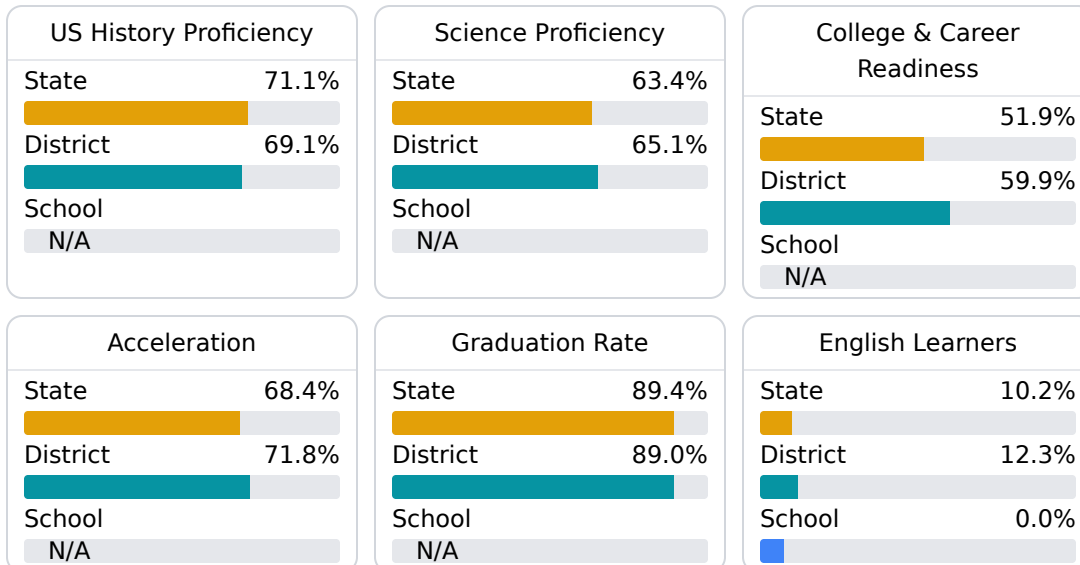 US History Proficiency
State 71.1%
District 69.1%
School
N/A
Science Proficiency
State 63.4%
District 65.1%
School
N/A
College & Career
Readiness
State 51.9%
District 59.9%
School
N/A
Acceleration
State 68.4%
District 71.8%
School
N/A
Graduation Rate
State 89.4%
District 89.0%
School
N/A
English Learners
State 10.2%
District 12.3%
School 0.0%